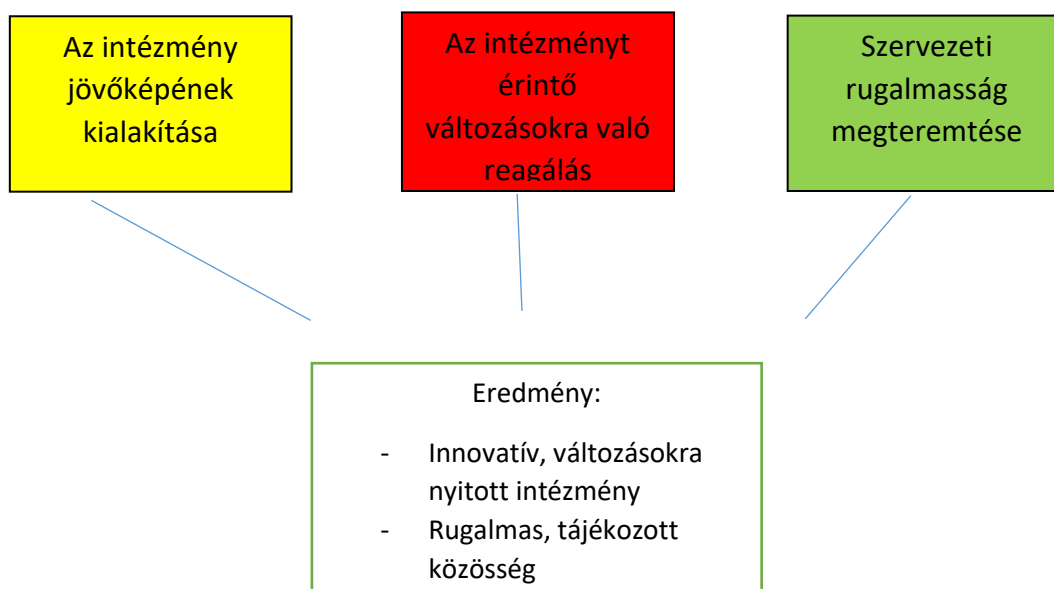 Az intézmény
jövőképének
kialakítása
Az intézményt
érintő
változásokra való
reagálás
Szervezeti
rugalmasság
megteremtése
Eredmény:
- Innovatív, változásokra
nyitott intézmény
- Rugalmas, tájékozott
közösség